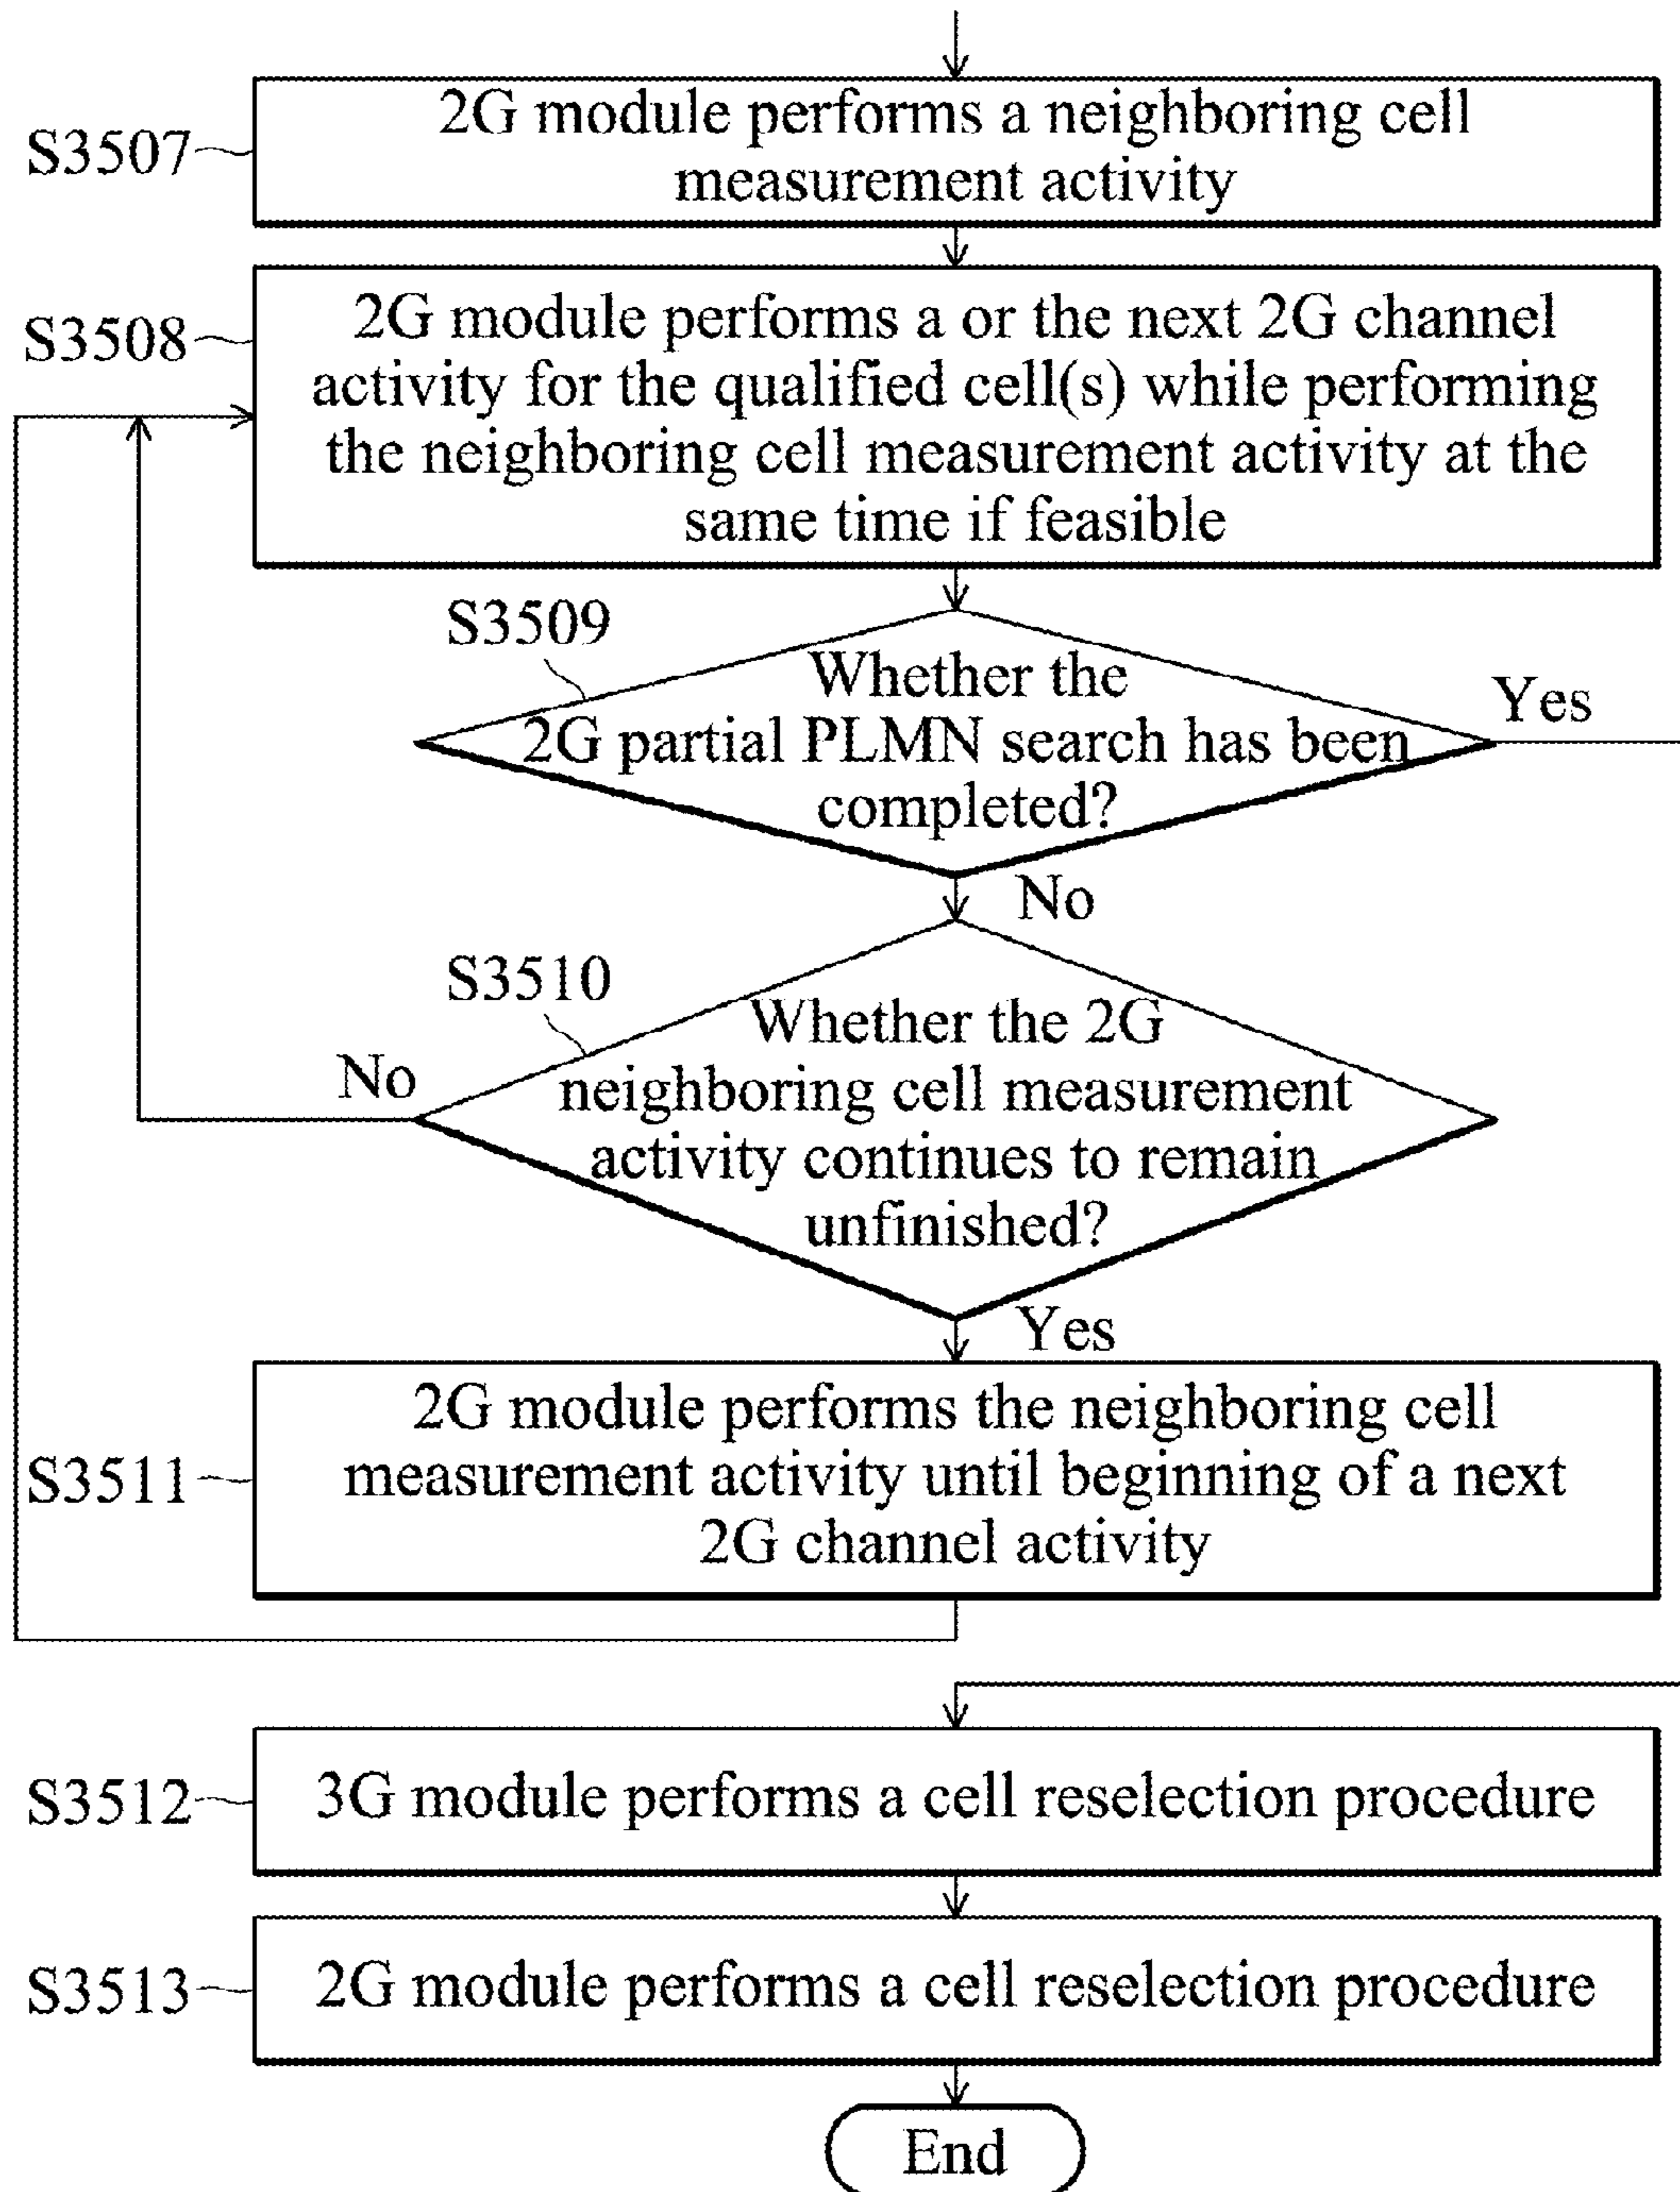 S3507
2G module performs a neighboring cell
measurement activity
S3508
2G module performs a or the next 2G channel
activity for the qualified cell(s) while performing
the neighboring cell measurement activity at the
same time if feasible
S3509
Whether the
2G partial PLMN search has been
completed?
Yes
No
S3510
Whether the 2G
neighboring cell measurement
activity continues to remain
unfinished?
No
Yes
S3511
2G module performs the neighboring cell
measurement activity until beginning of a next
2G channel activity
S3512
3G module performs a cell reselection procedure
S3513
2G module performs a cell reselection procedure
End